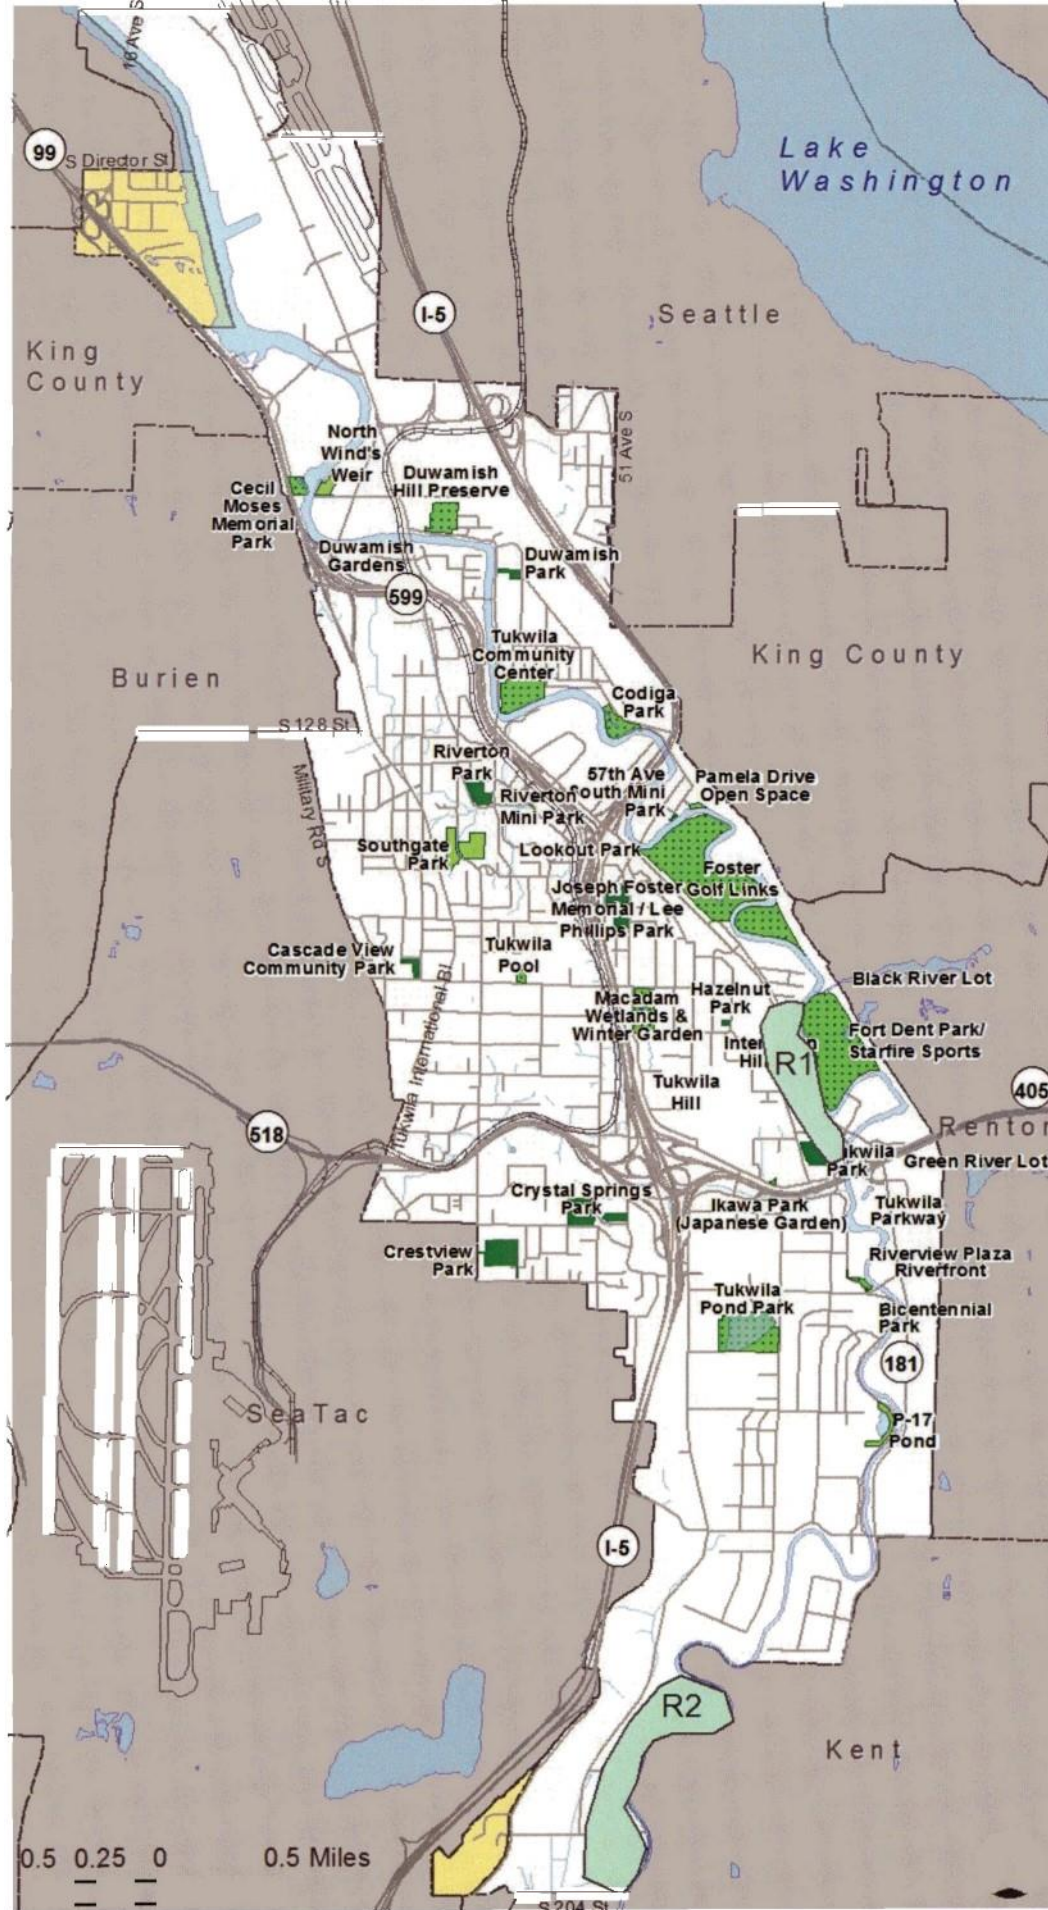 16 Ave S
99
S Director St
Lake
Washington
I-5
Seattle
King
County
51 Ave S
North
Wind's
Weir
Duwamish
Hill Preserve
Cecil
Moses
Memorial
Park
Duwamish
Gardens
Duwamish
Park
599
Tukwila
Community
Center
King County
Burien
Codiga
Park
S 128 St
Military Rd S
Riverton
Park
57th Ave
South Mini
Park
Pamela Drive
Open Space
Riverton
Mini Park
Southgate
Park
Lookout Park
Foster
Golf Links
Joseph Foster
Memorial / Lee
Phillips Park
Cascade View
Community Park
Tukwila
Pool
Tukwila International Bl
Black River Lot
Macadam
Wetlands &
Winter Garden
Hazelnut
Park
Fort Dent Park/
Starfire Sports
Inter
Hil
R1
Tukwila
Hill
405
518
Renton
kwila
Park
Green River Lot
Crystal Springs
Park
Ikawa Park
(Japanese Garden)
Tukwila
Parkway
Crestview
Park
Riverview Plaza
Riverfront
Tukwila
Pond Park
Bicentennial
Park
181
SeaTac
P-17
Pond
I-5
R2
Kent
0.5 0.25 0 0.5 Miles
S 204 St